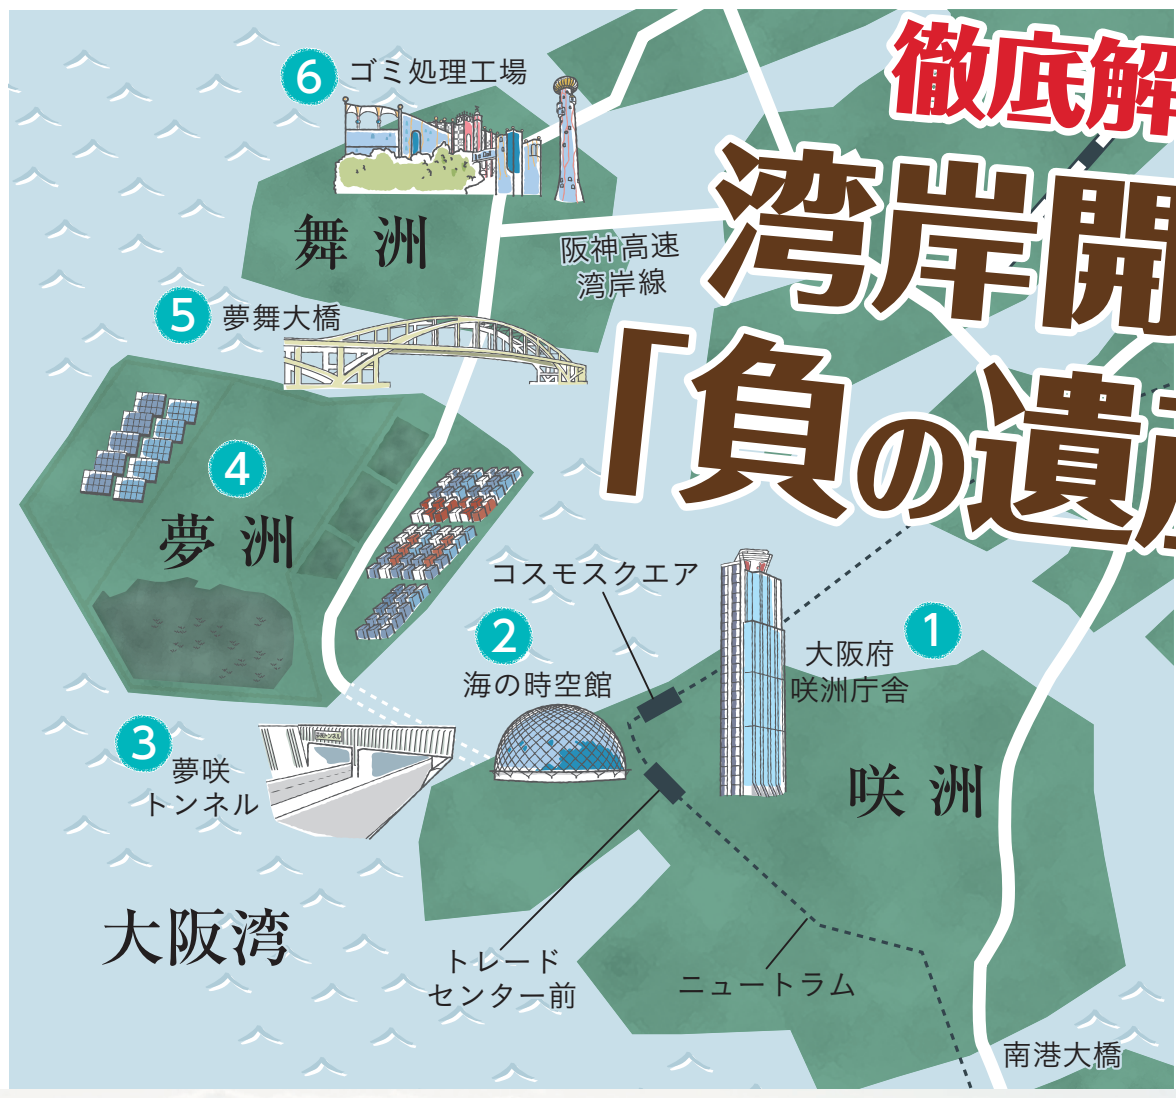 徹底解
湾岸開
「負の遺
6
ゴミ処理工場
舞洲
阪神高速
湾岸線
5
夢舞大橋
4
夢洲
コスモスクエア
2
海の時空館
1
大阪府
咲洲庁舎
3
夢咲
トンネル
咲洲
大阪湾
トレード
センター前
ニュートラム
南港大橋